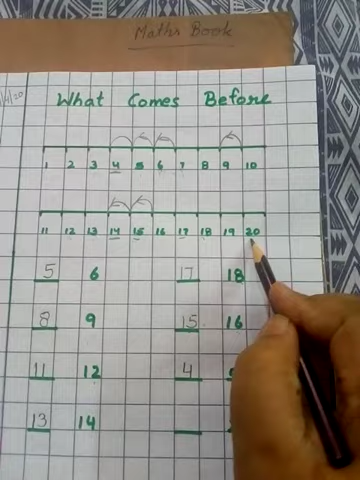 Maths Book
What Comes Before
1 2 3 4 5 6 7 8 9 10
11 12 13 14 15 16 17 18 19 20
5 6 17 18
8 9 15 16
11 12 4
13 14